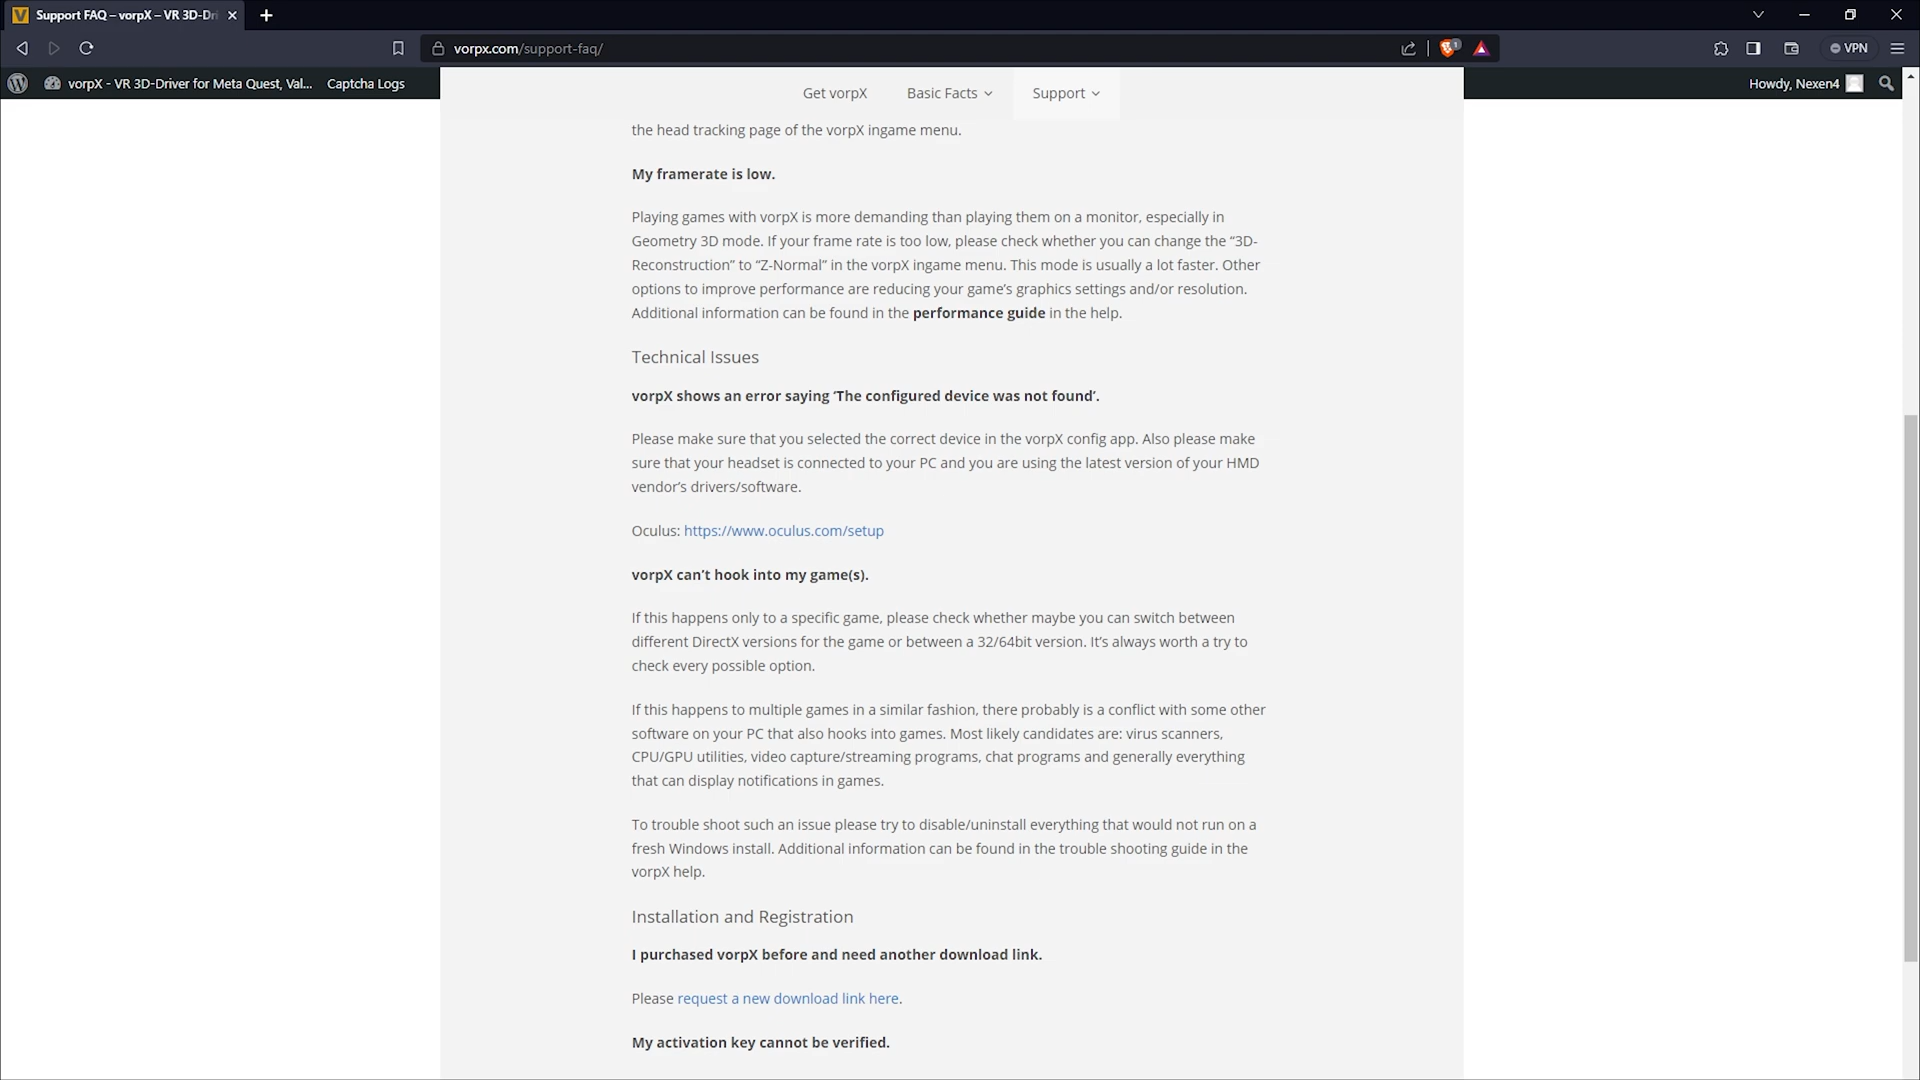 Support FAQ – vorpX – VR 3D-Dri
vorpx.com/support-faq/
1
VPN
vorpX - VR 3D-Driver for Meta Quest, Val...
Captcha Logs
Howdy, Nexen4
Get vorpX
Basic Facts
Support
the head tracking page of the vorpX ingame menu.
My framerate is low.
Playing games with vorpX is more demanding than playing them on a monitor, especially in
Geometry 3D mode. If your frame rate is too low, please check whether you can change the “3D-
Reconstruction” to “Z-Normal” in the vorpX ingame menu. This mode is usually a lot faster. Other
options to improve performance are reducing your game’s graphics settings and/or resolution.
Additional information can be found in the performance guide in the help.
Technical Issues
vorpX shows an error saying ‘The configured device was not found’.
Please make sure that you selected the correct device in the vorpX config app. Also please make
sure that your headset is connected to your PC and you are using the latest version of your HMD
vendor’s drivers/software.
Oculus: https://www.oculus.com/setup
vorpX can’t hook into my game(s).
If this happens only to a specific game, please check whether maybe you can switch between
different DirectX versions for the game or between a 32/64bit version. It’s always worth a try to
check every possible option.
If this happens to multiple games in a similar fashion, there probably is a conflict with some other
software on your PC that also hooks into games. Most likely candidates are: virus scanners,
CPU/GPU utilities, video capture/streaming programs, chat programs and generally everything
that can display notifications in games.
To trouble shoot such an issue please try to disable/uninstall everything that would not run on a
fresh Windows install. Additional information can be found in the trouble shooting guide in the
vorpX help.
Installation and Registration
I purchased vorpX before and need another download link.
Please request a new download link here.
My activation key cannot be verified.